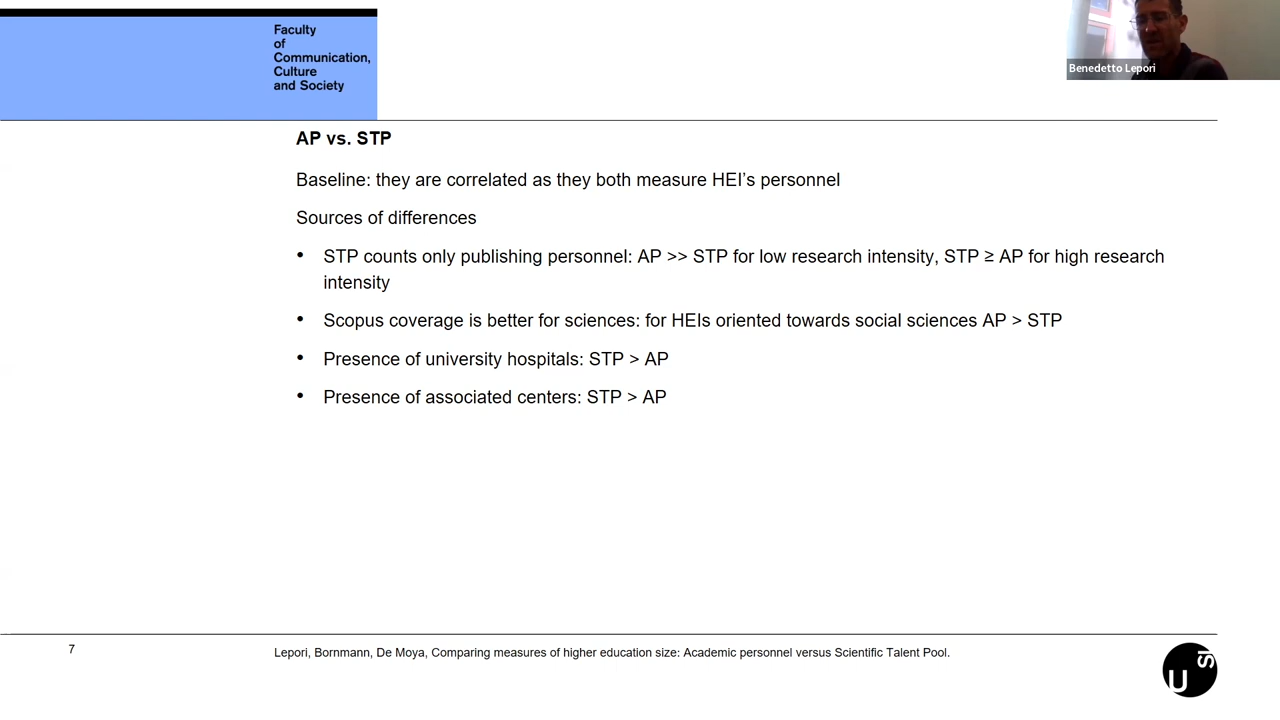 Faculty
of
Communication,
Culture
and Society
Benedetto Lepori
AP vs. STP
Baseline: they are correlated as they both measure HEI’s personnel
Sources of differences
• STP counts only publishing personnel: AP >> STP for low research intensity, STP ≥ AP for high research
intensity
• Scopus coverage is better for sciences: for HEIs oriented towards social sciences AP > STP
• Presence of university hospitals: STP > AP
• Presence of associated centers: STP > AP
7
Lepori, Bornmann, De Moya, Comparing measures of higher education size: Academic personnel versus Scientific Talent Pool.
U
SI